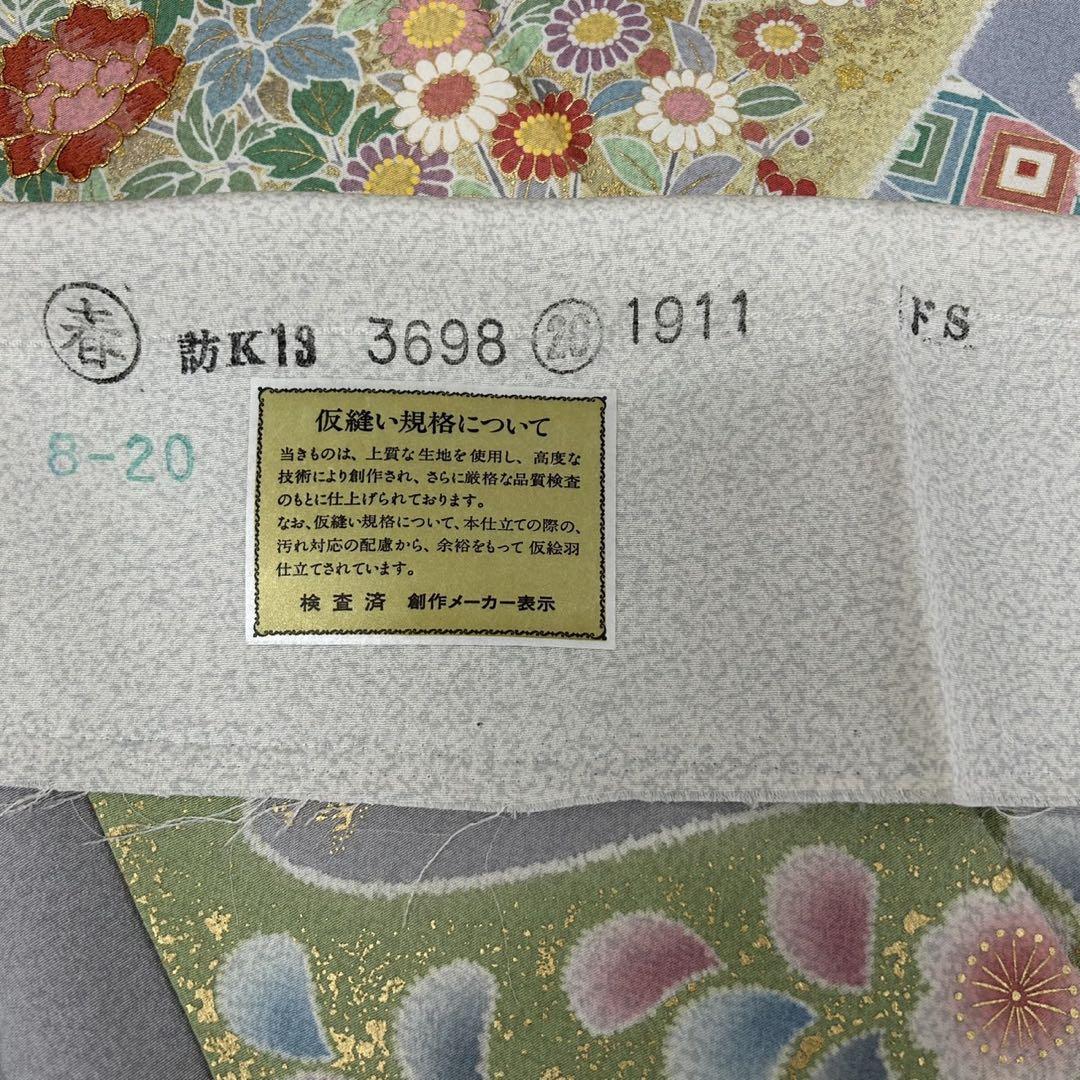 春 訪K13 3698 26 1911 ドS
8-20
仮縫い規格について
当きものは、上質な生地を使用し、高度な
技術により創作され、さらに厳格な品質検査
のもとに仕上げられております。
なお、仮縫い規格について、本仕立ての際の、
汚れ対応の配慮から、余裕をもって仮絵羽
仕立てされています。
検査済 創作メーカー表示